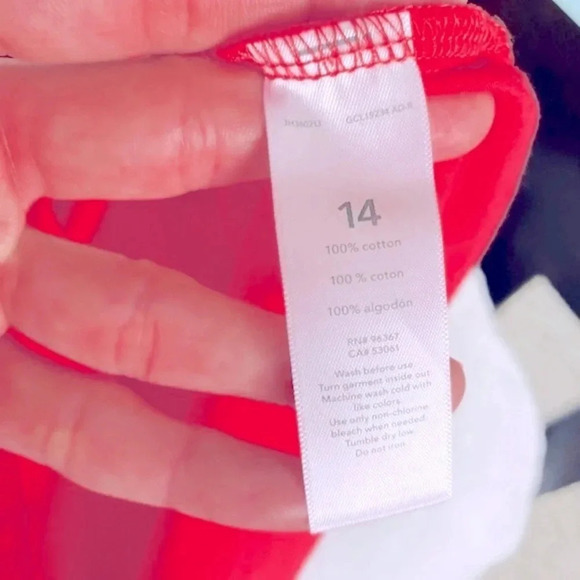 14
100% cotton
100 % coton
100% algodón
RN# 96367
CA# 53061
Wash before use.
Turn garment inside out.
Machine wash cold with
like colors.
Use only non-chlorine
bleach when needed.
Tumble dry low.
Do not iron.